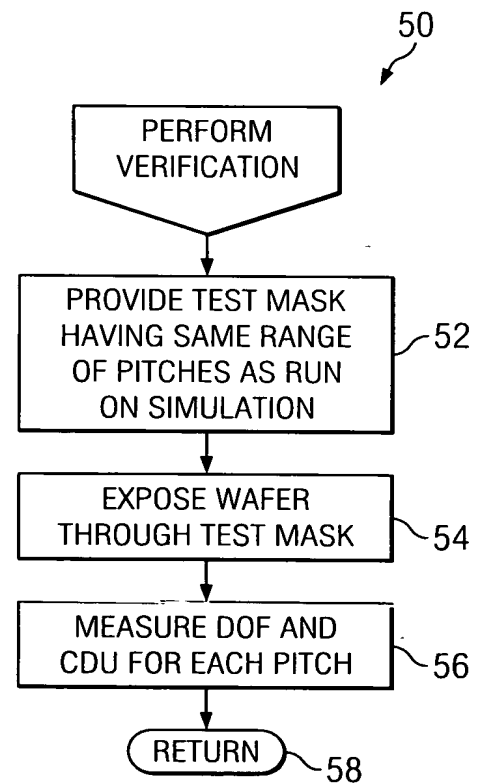 50
PERFORM
VERIFICATION
PROVIDE TEST MASK
HAVING SAME RANGE
OF PITCHES AS RUN
ON SIMULATION
52
EXPOSE WAFER
THROUGH TEST MASK
54
MEASURE DOF AND
CDU FOR EACH PITCH
56
RETURN
58